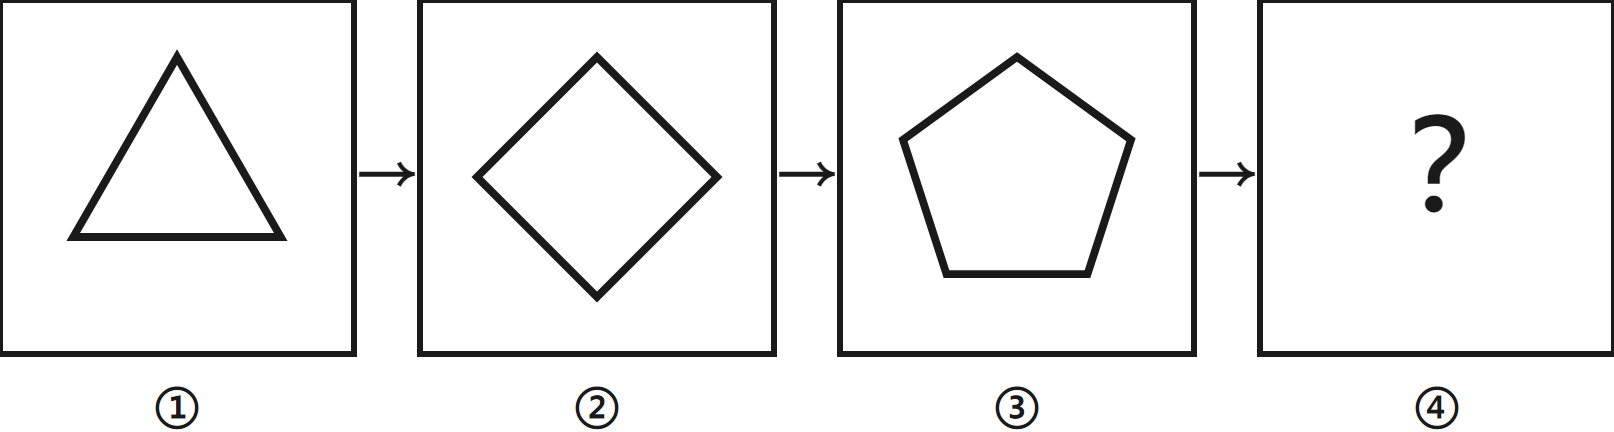 → → → ?
① ② ③ ④